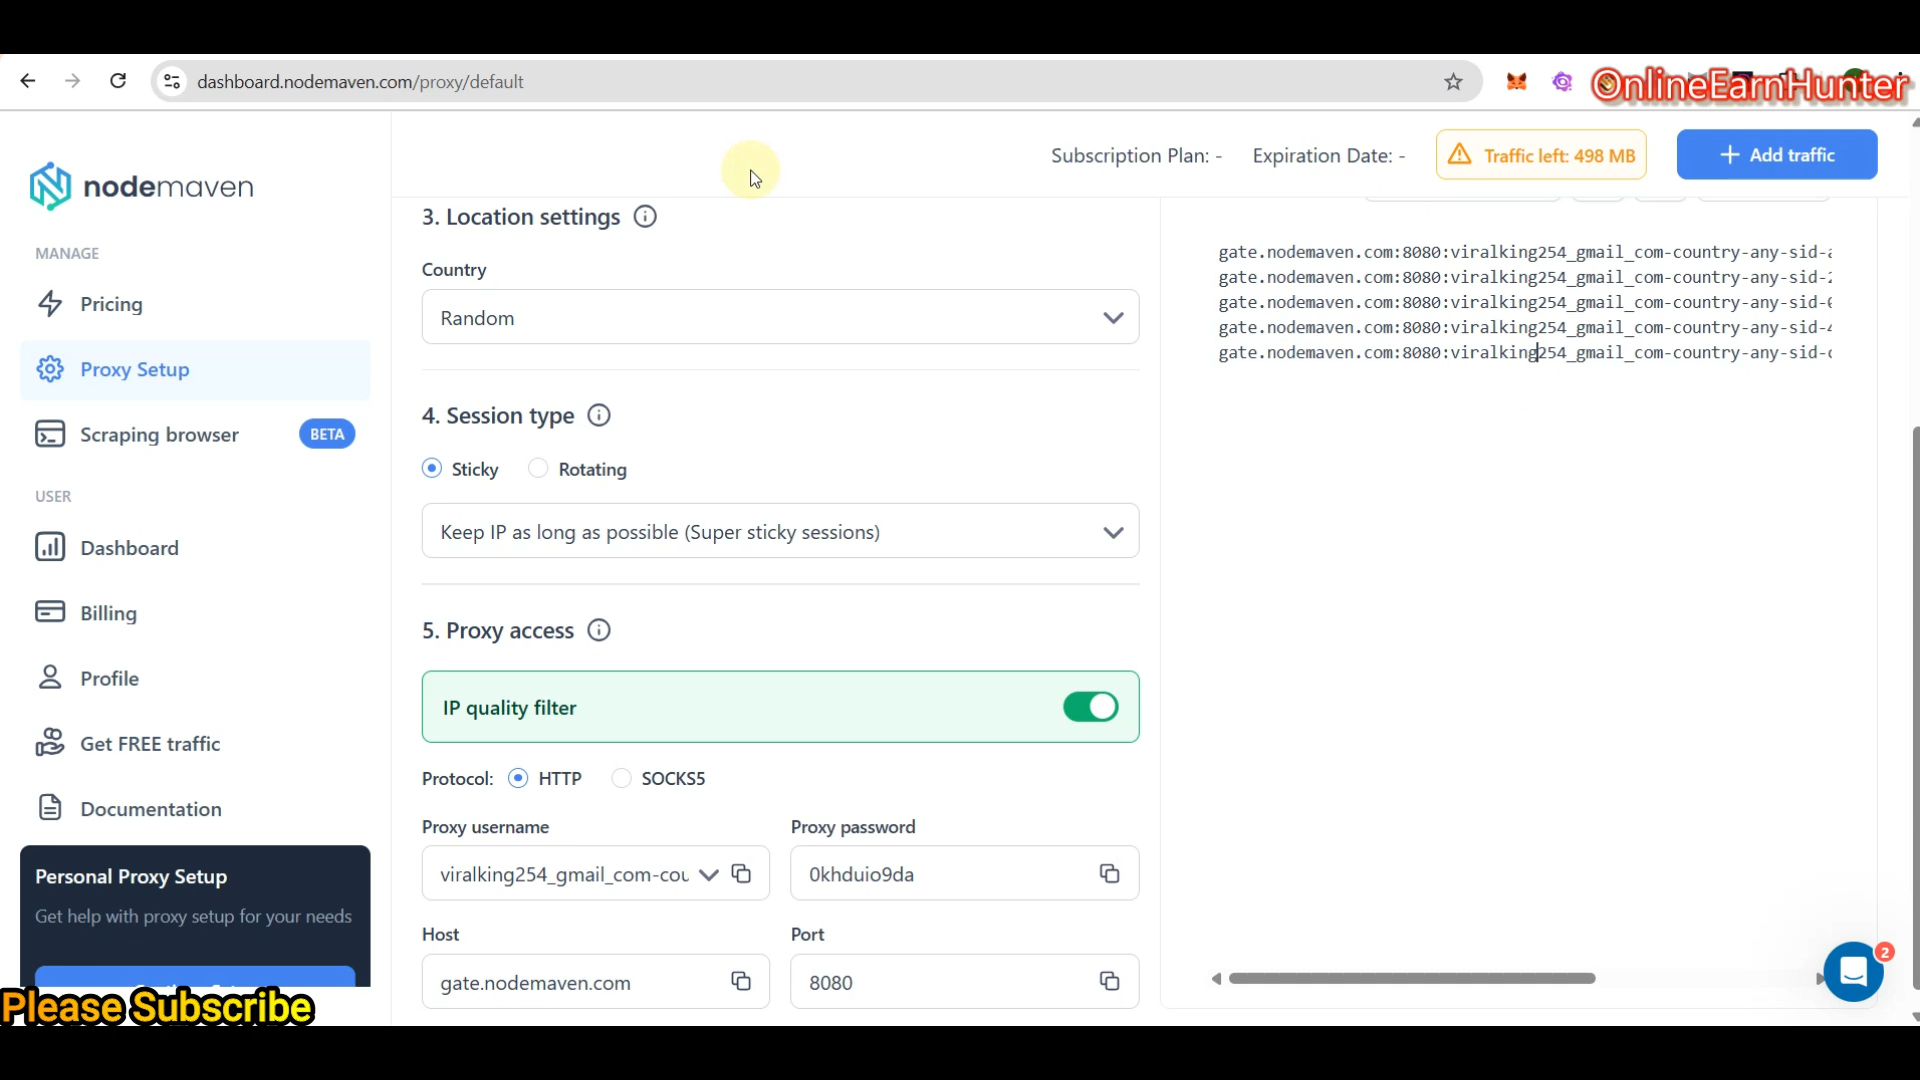 dashboard.nodemaven.com/proxy/default
OnlineEarnHunter
Subscription Plan: -
Expiration Date: -
Traffic left: 498 MB
+ Add traffic
nodemaven
MANAGE
Pricing
Proxy Setup
Scraping browser
BETA
USER
Dashboard
Billing
Profile
Get FREE traffic
Documentation
Personal Proxy Setup
Get help with proxy setup for your needs
Please Subscribe
3. Location settings
Country
Random
4. Session type
Sticky
Rotating
Keep IP as long as possible (Super sticky sessions)
5. Proxy access
IP quality filter
Protocol:
HTTP
SOCKS5
Proxy username
Proxy password
viralking254_gmail_com-cou
0khduio9da
Host
Port
gate.nodemaven.com
8080
gate.nodemaven.com:8080:viralking254_gmail_com-country-any-sid-
gate.nodemaven.com:8080:viralking254_gmail_com-country-any-sid-
gate.nodemaven.com:8080:viralking254_gmail_com-country-any-sid-
gate.nodemaven.com:8080:viralking254_gmail_com-country-any-sid-
gate.nodemaven.com:8080:viralking254_gmail_com-country-any-sid-
2